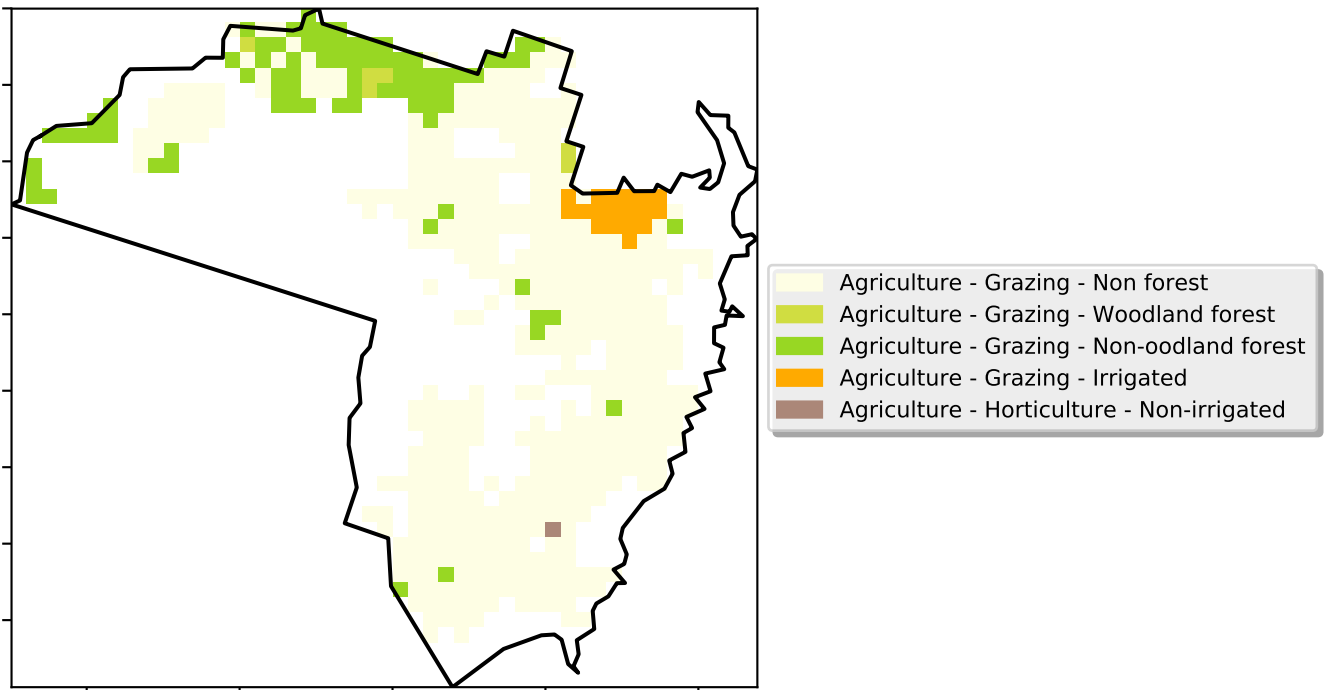 Agriculture - Grazing - Non forest
Agriculture - Grazing - Woodland forest
Agriculture - Grazing - Non-oodland forest
Agriculture - Grazing - Irrigated
Agriculture - Horticulture - Non-irrigated